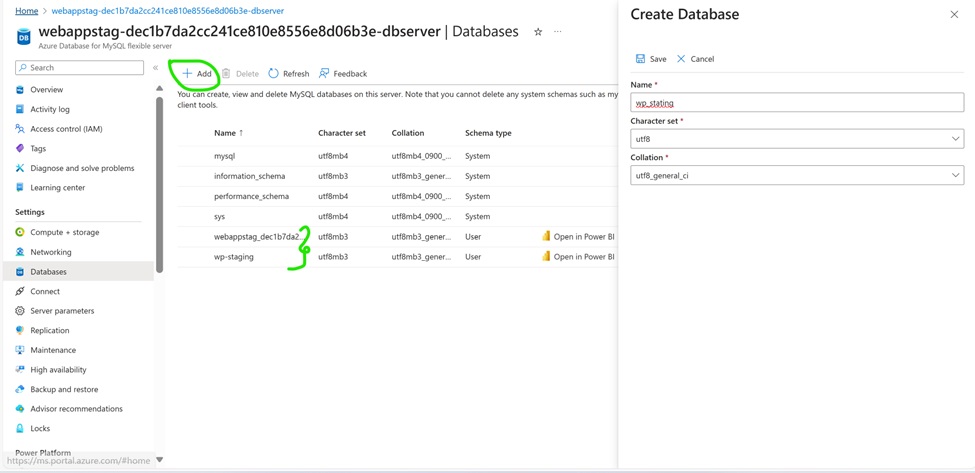 Home > webappstag-dec1b7da2cc241ce810e8556e8d06b3e-dbserver
webappstag-dec1b7da2cc241ce810e8556e8d06b3e-dbserver | Databases
Azure Database for MySQL flexible server
Search
Overview
Activity log
Access control (IAM)
Tags
Diagnose and solve problems
Learning center
Settings
Compute + storage
Networking
Databases
Connect
Server parameters
Replication
Maintenance
High availability
Backup and restore
Advisor recommendations
Locks
Power Platform
https://ms.portal.azure.com/#home
Add Delete Refresh Feedback
You can create, view and delete MySQL databases on this server. Note that you cannot delete any system schemas such as my
client tools.
Name ↑ Character set Collation Schema type
mysql utf8mb4 utf8mb4_0900_... System
information_schema utf8mb3 utf8mb3_gener... System
performance_schema utf8mb4 utf8mb4_0900_... System
sys utf8mb4 utf8mb4_0900_... System
webappstag_dec1b7da2... utf8mb3 utf8mb3_gener... User Open in Power BI
wp-staging utf8mb3 utf8mb3_gener... User Open in Power BI
Create Database
Save Cancel
Name *
wp_stating
Character set *
utf8
Collation *
utf8_general_ci